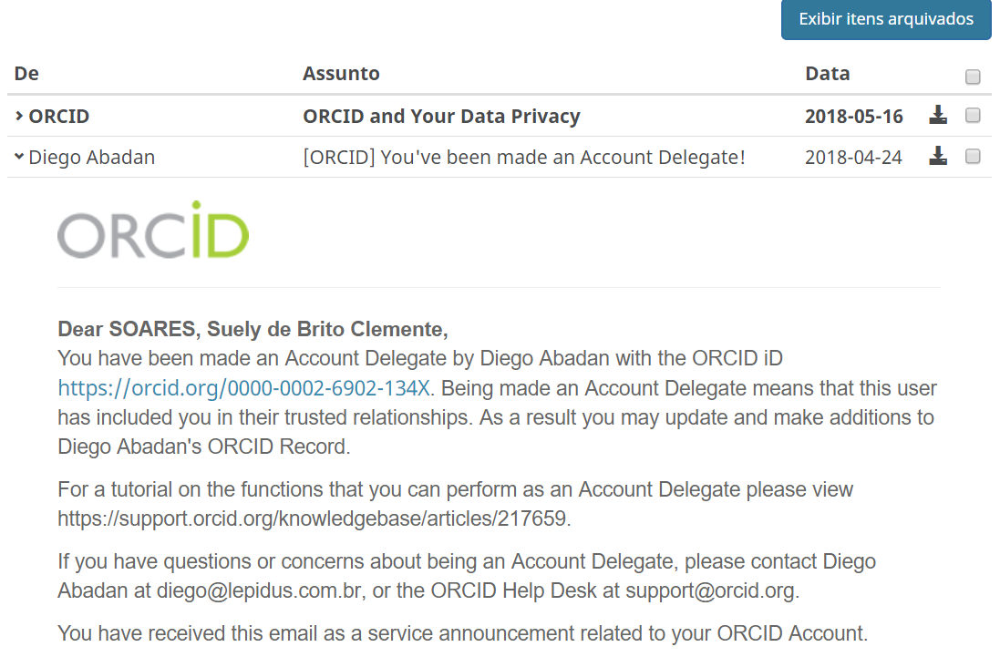 Exibir itens arquivados
De Assunto Data
ORCID ORCID and Your Data Privacy 2018-05-16
Diego Abadan [ORCID] You've been made an Account Delegate! 2018-04-24
ORCiD
Dear SOARES, Suely de Brito Clemente,
You have been made an Account Delegate by Diego Abadan with the ORCID iD
https://orcid.org/0000-0002-6902-134X. Being made an Account Delegate means that this user
has included you in their trusted relationships. As a result you may update and make additions to
Diego Abadan's ORCID Record.
For a tutorial on the functions that you can perform as an Account Delegate please view
https://support.orcid.org/knowledgebase/articles/217659.
If you have questions or concerns about being an Account Delegate, please contact Diego
Abadan at diego@lepidus.com.br, or the ORCID Help Desk at support@orcid.org.
You have received this email as a service announcement related to your ORCID Account.